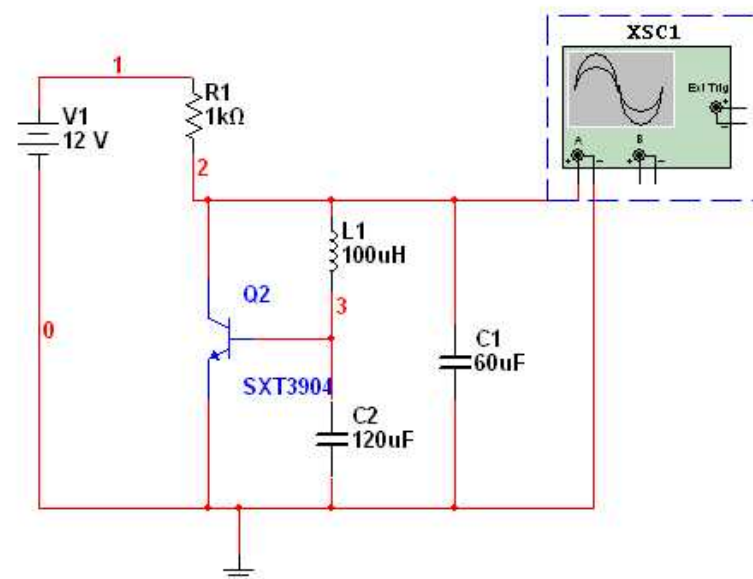 XSC1
Ext Trig
+
-
A
B
+ -
+ -
1
V1
12 V
R1
1kΩ
2
L1
100uH
Q2
3
0
SXT3904
C1
60uF
C2
120uF